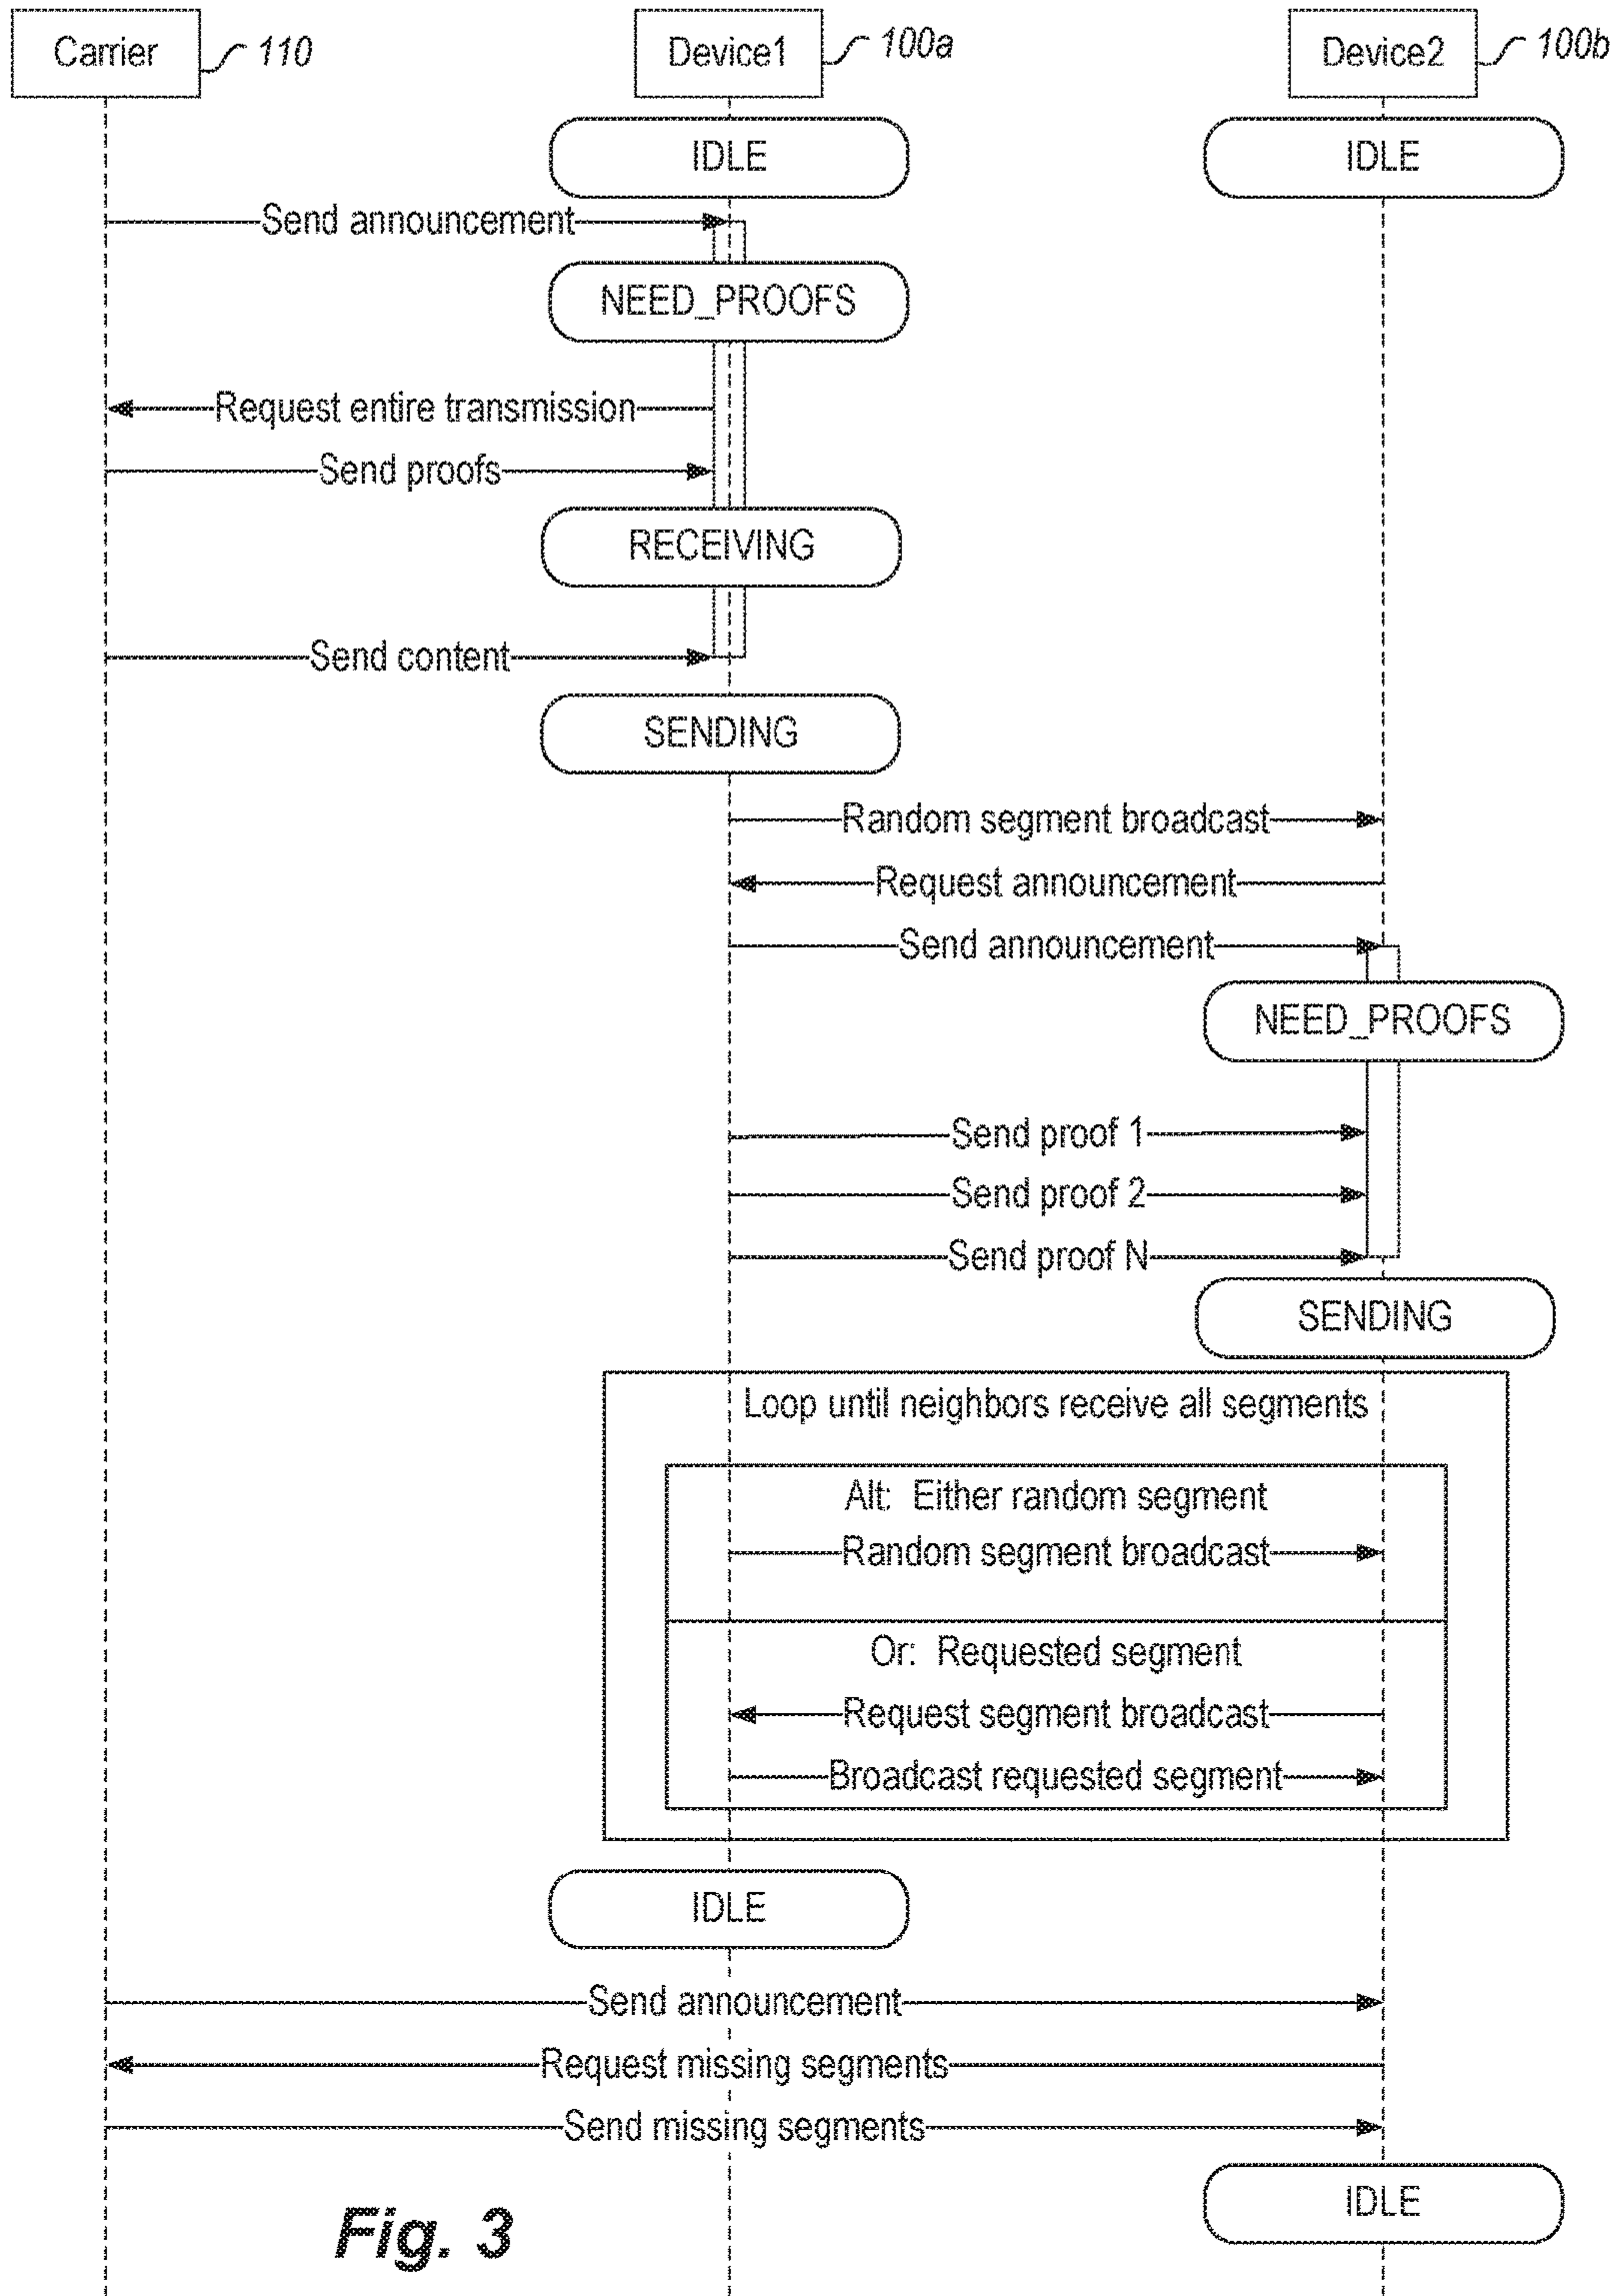 Carrier 110 Device1 100a Device2 100b
IDLE IDLE
Send announcement
NEED_PROOFS
Request entire transmission
Send proofs
RECEIVING
Send content
SENDING
Random segment broadcast
Request announcement
Send announcement
NEED_PROOFS
Send proof 1
Send proof 2
Send proof N
SENDING
Loop until neighbors receive all segments
Alt: Either random segment
Random segment broadcast
Or: Requested segment
Request segment broadcast
Broadcast requested segment
IDLE
Send announcement
Request missing segments
Send missing segments
IDLE
Fig. 3